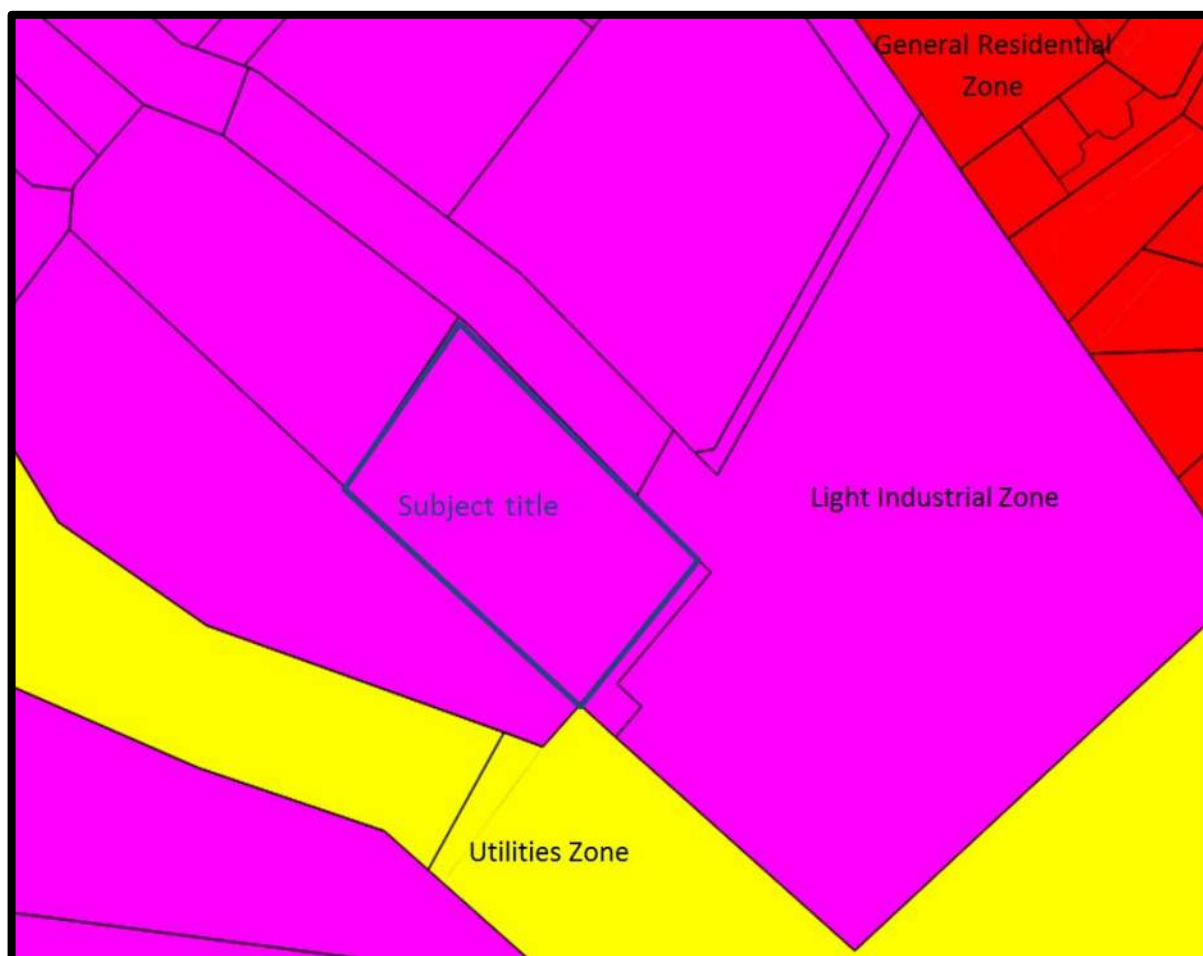 General Residential
Zone
Subject title
Light Industrial Zone
Utilities Zone